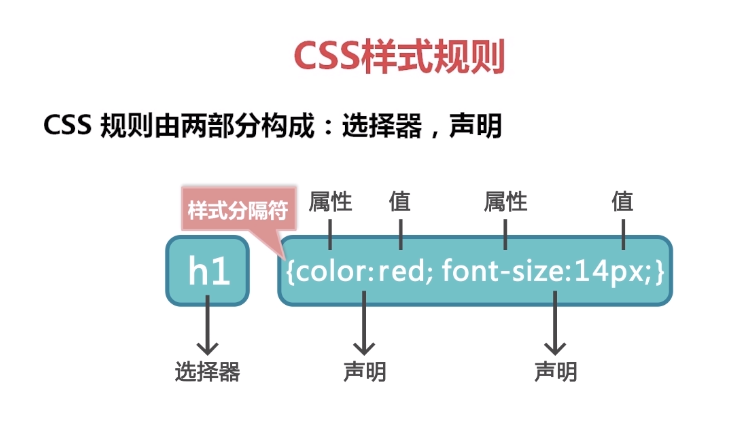 CSS样式规则
CSS 规则由两部分构成：选择器，声明
样式分隔符 属性 值 属性 值
h1 {color:red; font-size:14px;}
选择器 声明 声明